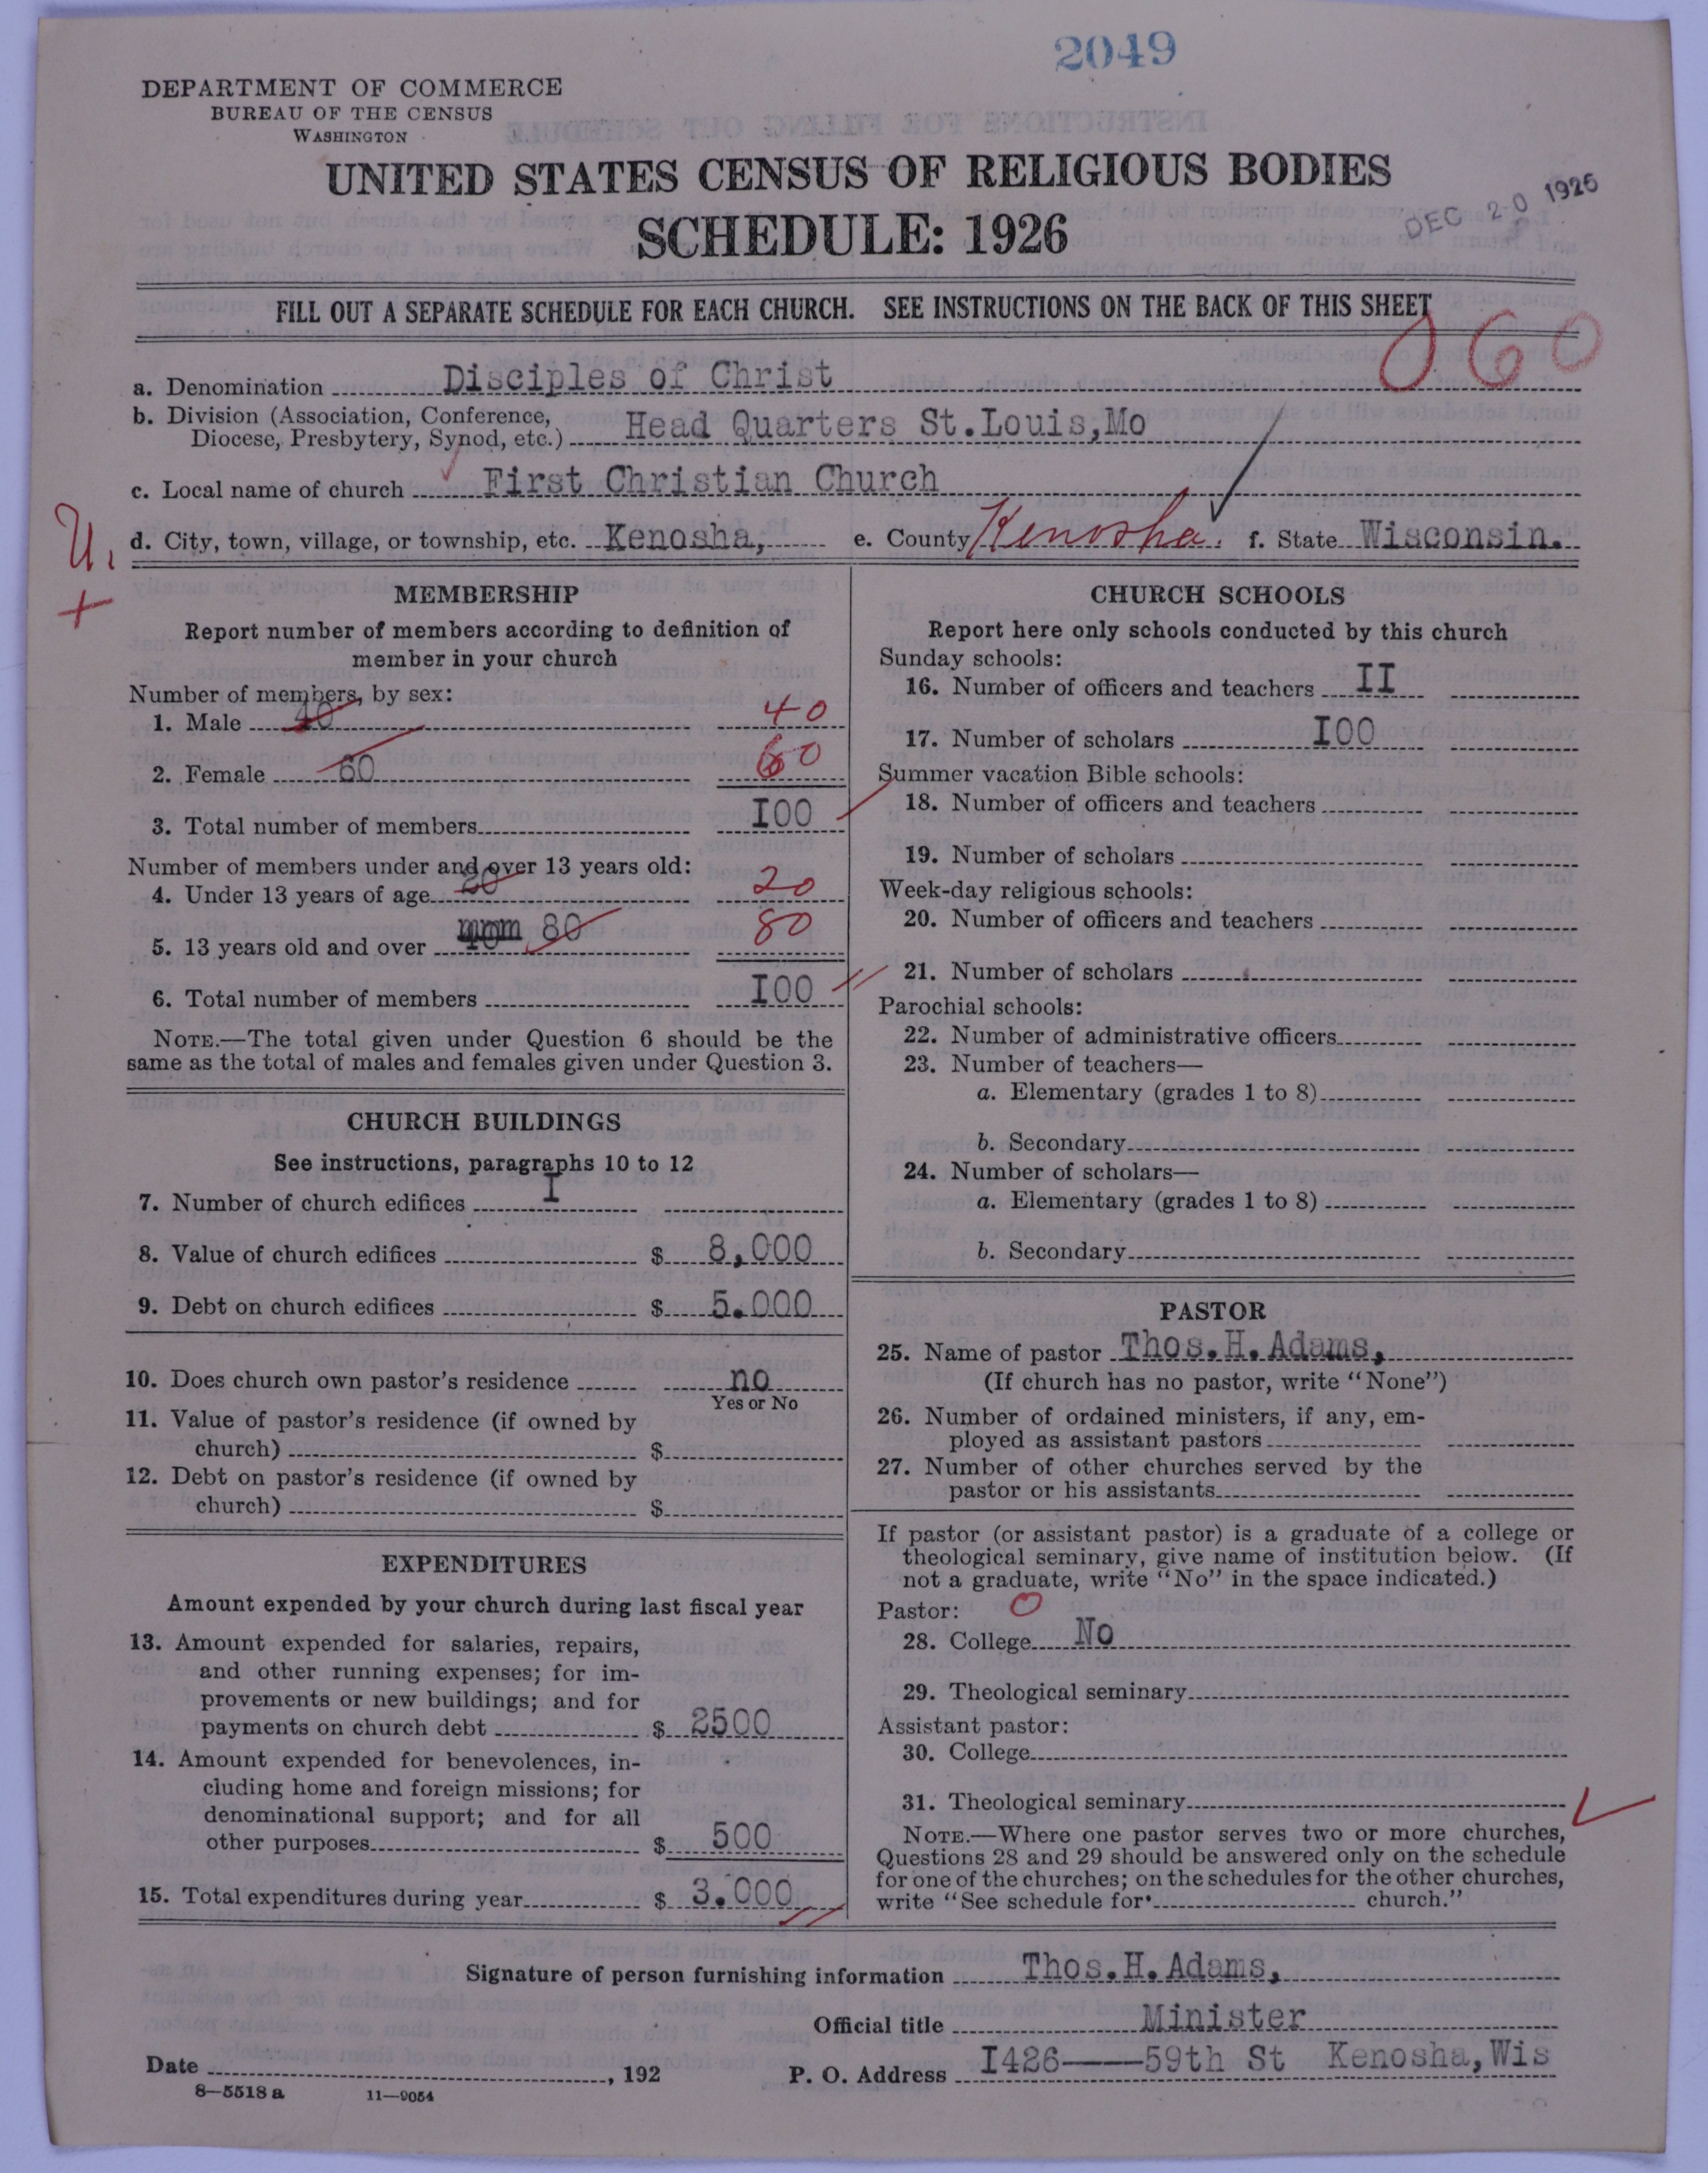 2049
DEPARTMENT OF COMMERCE
BUREAU OF THE CENSUS
WASHINGTON
UNITED STATES CENSUS OF RELIGIOUS BODIES
SCHEDULE: 1926
DEC 20 1926
FILL OUT A SEPARATE SCHEDULE FOR EACH CHURCH. SEE INSTRUCTIONS ON THE BACK OF THIS SHEET
060
a. Denomination Disciples of Christ
b. Division (Association, Conference,
Diocese, Presbytery, Synod, etc.) Head Quarters St.Louis,Mo
c. Local name of church First Christian Church
U.
d. City, town, village, or township, etc. Kenosha, e. County Kenosha. f. State Wisconsin.
+
MEMBERSHIP
Report number of members according to definition of
member in your church
Number of members, by sex:
1. Male 40 40
2. Female 60 60
3. Total number of members I00
Number of members under and over 13 years old:
4. Under 13 years of age 20 20
5. 13 years old and over 80 80
6. Total number of members I00
NOTE.—The total given under Question 6 should be the
same as the total of males and females given under Question 3.
CHURCH BUILDINGS
See instructions, paragraphs 10 to 12
7. Number of church edifices I
8. Value of church edifices $ 8,000
9. Debt on church edifices $ 5.000
10. Does church own pastor's residence no
Yes or No
11. Value of pastor's residence (if owned by
church) $
12. Debt on pastor's residence (if owned by
church) $
EXPENDITURES
Amount expended by your church during last fiscal year
13. Amount expended for salaries, repairs,
and other running expenses; for im-
provements or new buildings; and for
payments on church debt $ 2500
14. Amount expended for benevolences, in-
cluding home and foreign missions; for
denominational support; and for all
other purposes $ 500
15. Total expenditures during year $ 3.000
CHURCH SCHOOLS
Report here only schools conducted by this church
Sunday schools:
16. Number of officers and teachers II
17. Number of scholars I00
Summer vacation Bible schools:
18. Number of officers and teachers
19. Number of scholars
Week-day religious schools:
20. Number of officers and teachers
21. Number of scholars
Parochial schools:
22. Number of administrative officers
23. Number of teachers—
a. Elementary (grades 1 to 8)
b. Secondary
24. Number of scholars—
a. Elementary (grades 1 to 8)
b. Secondary
PASTOR
25. Name of pastor Thos.H.Adams,
(If church has no pastor, write "None")
26. Number of ordained ministers, if any, em-
ployed as assistant pastors
27. Number of other churches served by the
pastor or his assistants
If pastor (or assistant pastor) is a graduate of a college or
theological seminary, give name of institution below. (If
not a graduate, write "No" in the space indicated.)
Pastor: 0
28. College No
29. Theological seminary
Assistant pastor:
30. College
31. Theological seminary
NOTE.—Where one pastor serves two or more churches,
Questions 28 and 29 should be answered only on the schedule
for one of the churches; on the schedules for the other churches,
write "See schedule for church."
Signature of person furnishing information Thos.H.Adams,
Official title Minister
Date , 192 P. O. Address I426——59th St Kenosha,Wis
8—5518 a 11—9054